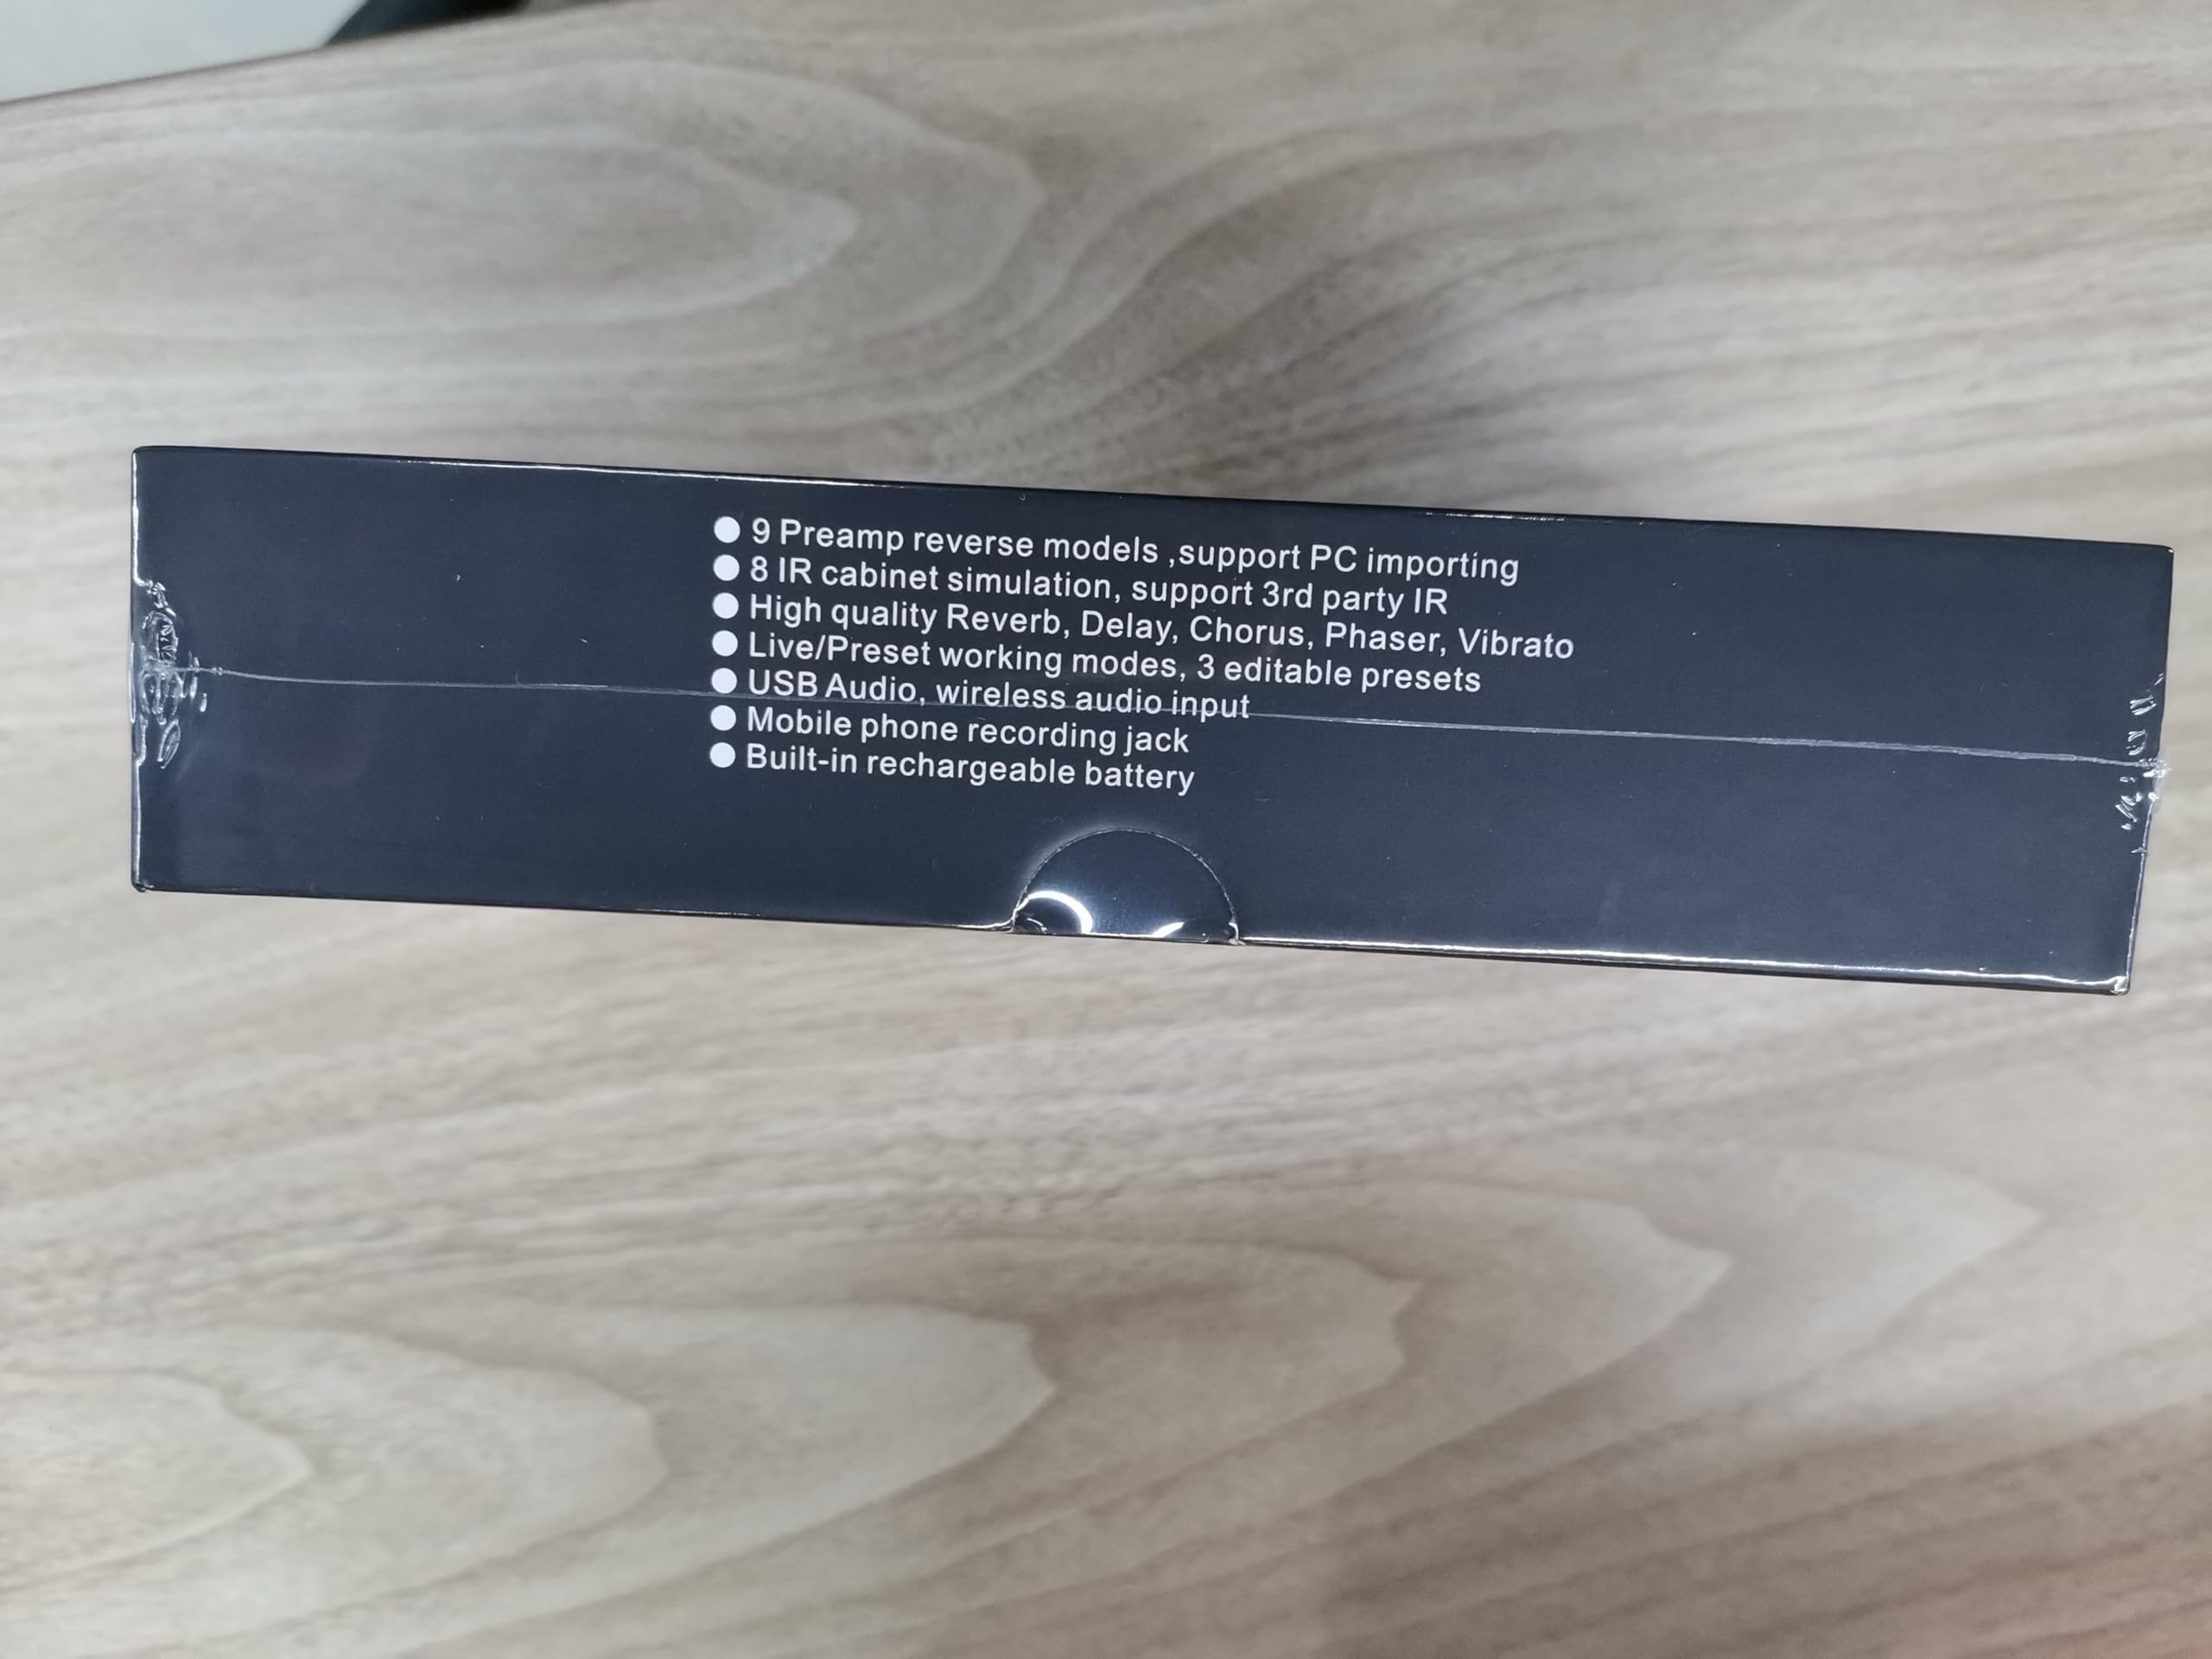 ● 9 Preamp reverse models ,support PC importing
● 8 IR cabinet simulation, support 3rd party IR
● High quality Reverb, Delay, Chorus, Phaser, Vibrato
● Live/Preset working modes, 3 editable presets
● USB Audio, wireless audio input
● Mobile phone recording jack
● Built-in rechargeable battery